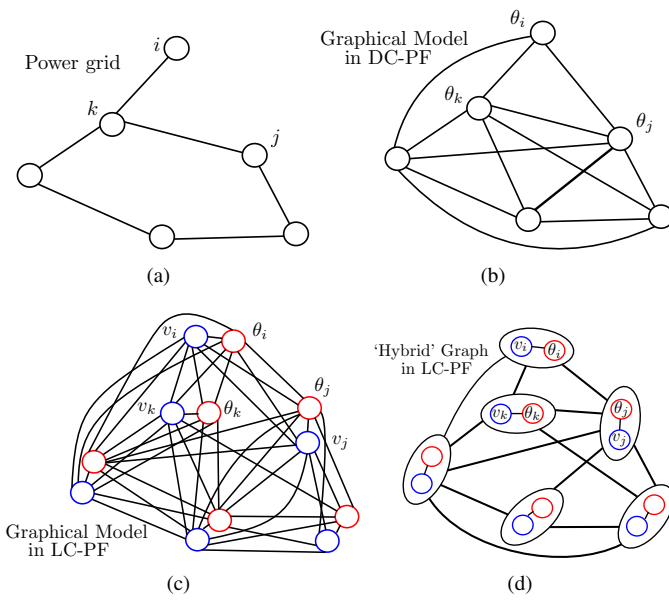 i
Power grid
k
j
(a)
Graphical Model
in DC-PF
θ_i
θ_k
θ_j
(b)
v_i
θ_i
v_k
θ_k
θ_j
v_j
Graphical Model
in LC-PF
(c)
‘Hybrid’ Graph
in LC-PF
v_i
θ_i
v_k
θ_k
θ_j
v_j
(d)